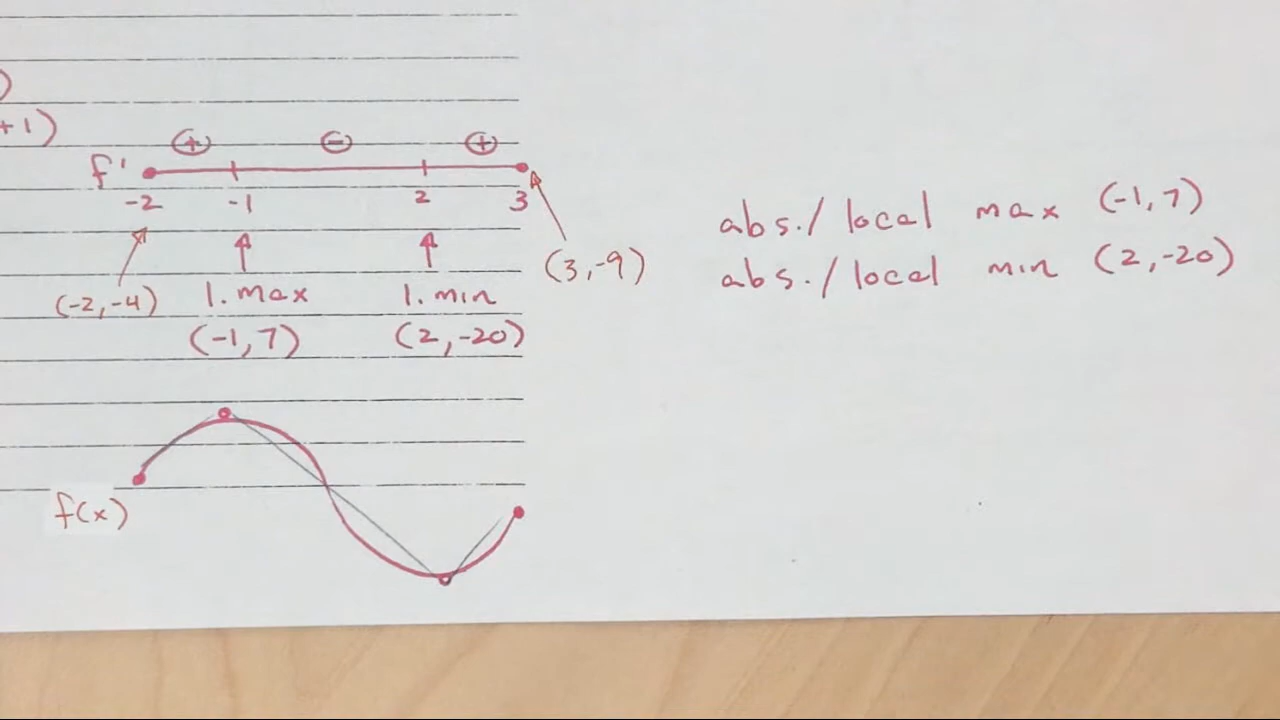 )
+1)
⊕ ⊖ ⊕
f'
-2 -1 2 3
(-2,-4) l. max l. min (3,-9)
(-1,7) (2,-20)
f(x)
abs./ local max (-1,7)
abs./ local min (2,-20)